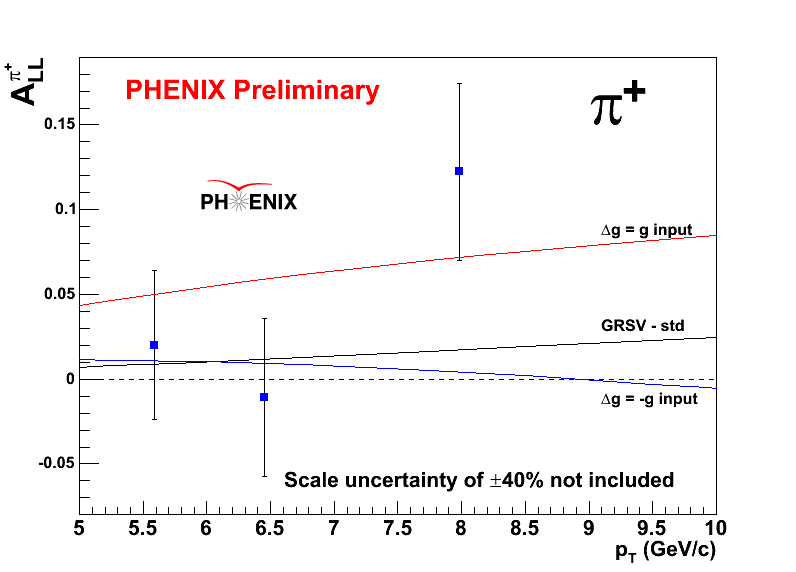 A_LL^π+
PHENIX Preliminary
π+
0.15
PHENIX
0.1
Δg = g input
0.05
GRSV - std
0
Δg = -g input
-0.05
Scale uncertainty of ±40% not included
5 5.5 6 6.5 7 7.5 8 8.5 9 9.5 10
p_T (GeV/c)